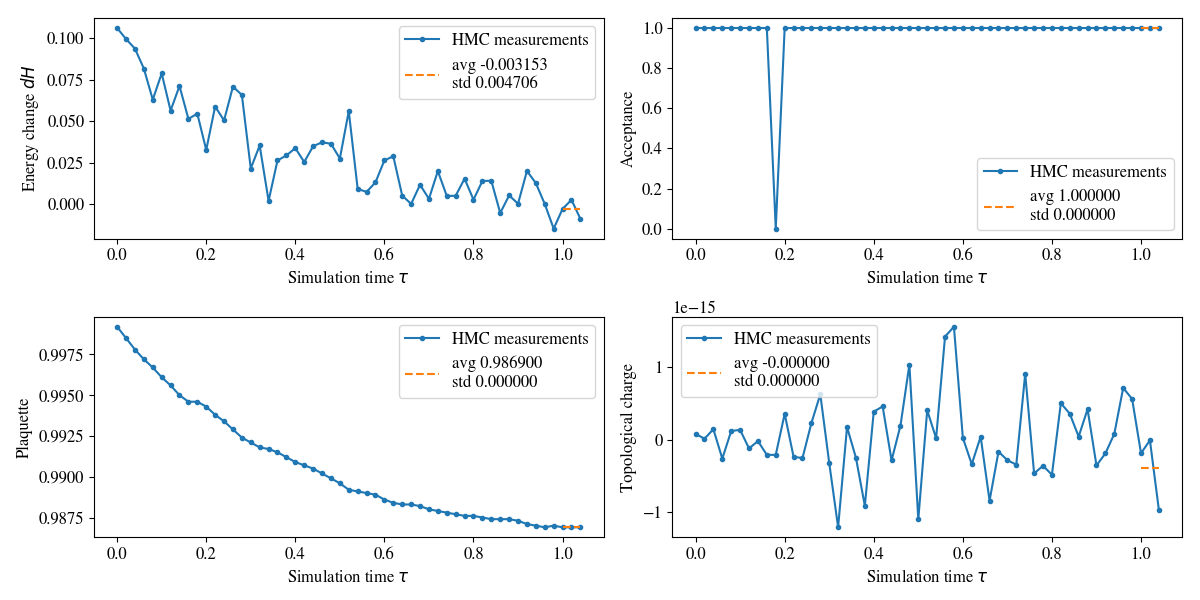 HMC measurements
avg -0.003153
std 0.004706
0.100
0.075
0.050
0.025
0.000
Energy change dH
0.0 0.2 0.4 0.6 0.8 1.0
Simulation time τ
HMC measurements
avg 1.000000
std 0.000000
1.0
0.8
0.6
0.4
0.2
0.0
Acceptance
0.0 0.2 0.4 0.6 0.8 1.0
Simulation time τ
HMC measurements
avg 0.986900
std 0.000000
0.9975
0.9950
0.9925
0.9900
0.9875
Plaquette
0.0 0.2 0.4 0.6 0.8 1.0
Simulation time τ
1e−15
HMC measurements
avg -0.000000
std 0.000000
1
0
−1
Topological charge
0.0 0.2 0.4 0.6 0.8 1.0
Simulation time τ